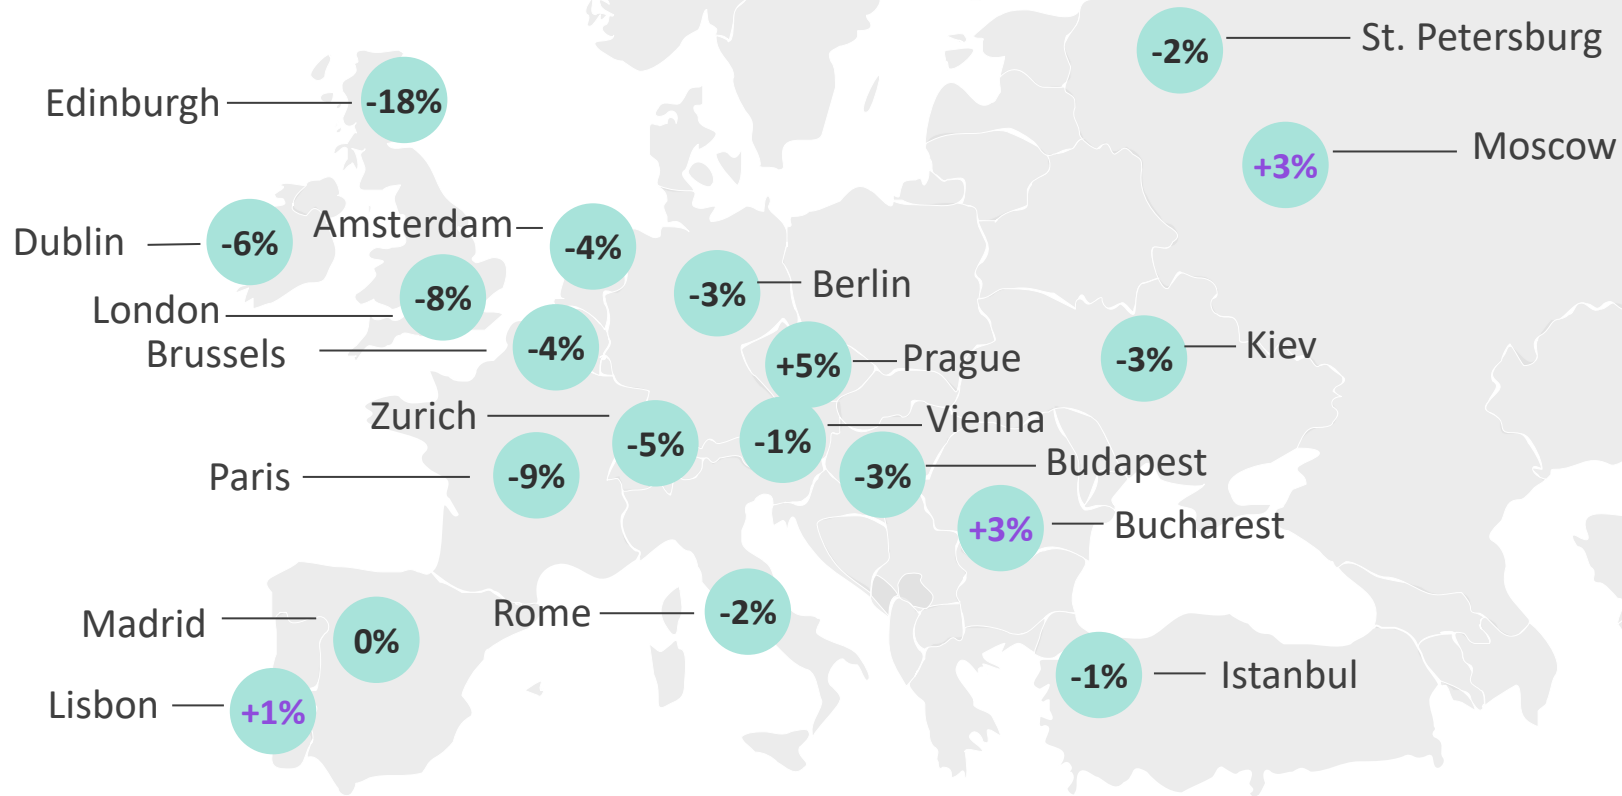 St. Petersburg
-2%
Edinburgh
-18%
Moscow
+3%
Dublin
-6%
Amsterdam
-4%
Berlin
-3%
London
-8%
Brussels
-4%
Kiev
-3%
Prague
+5%
Zurich
-5%
Vienna
-1%
Budapest
-3%
Paris
-9%
Bucharest
+3%
Madrid
0%
Rome
-2%
Istanbul
-1%
Lisbon
+1%